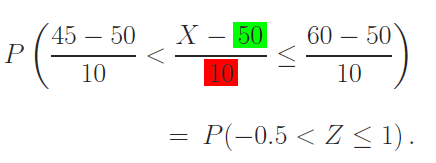 P ( (45 − 50)/10 < (X − 50)/10 ≤ (60 − 50)/10 )
= P(−0.5 < Z ≤ 1) .